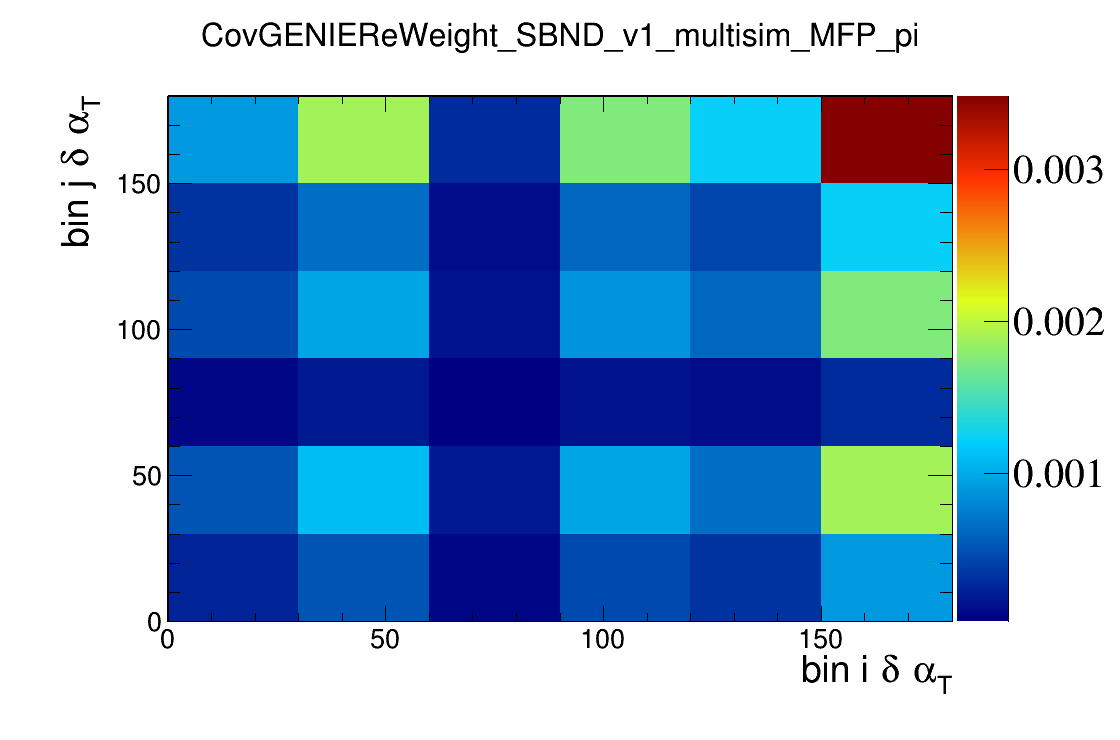 CovGENIEReWeight_SBND_v1_multisim_MFP_pi
bin j δ α_T
150
100
50
0
0 50 100 150
bin i δ α_T
0.003
0.002
0.001